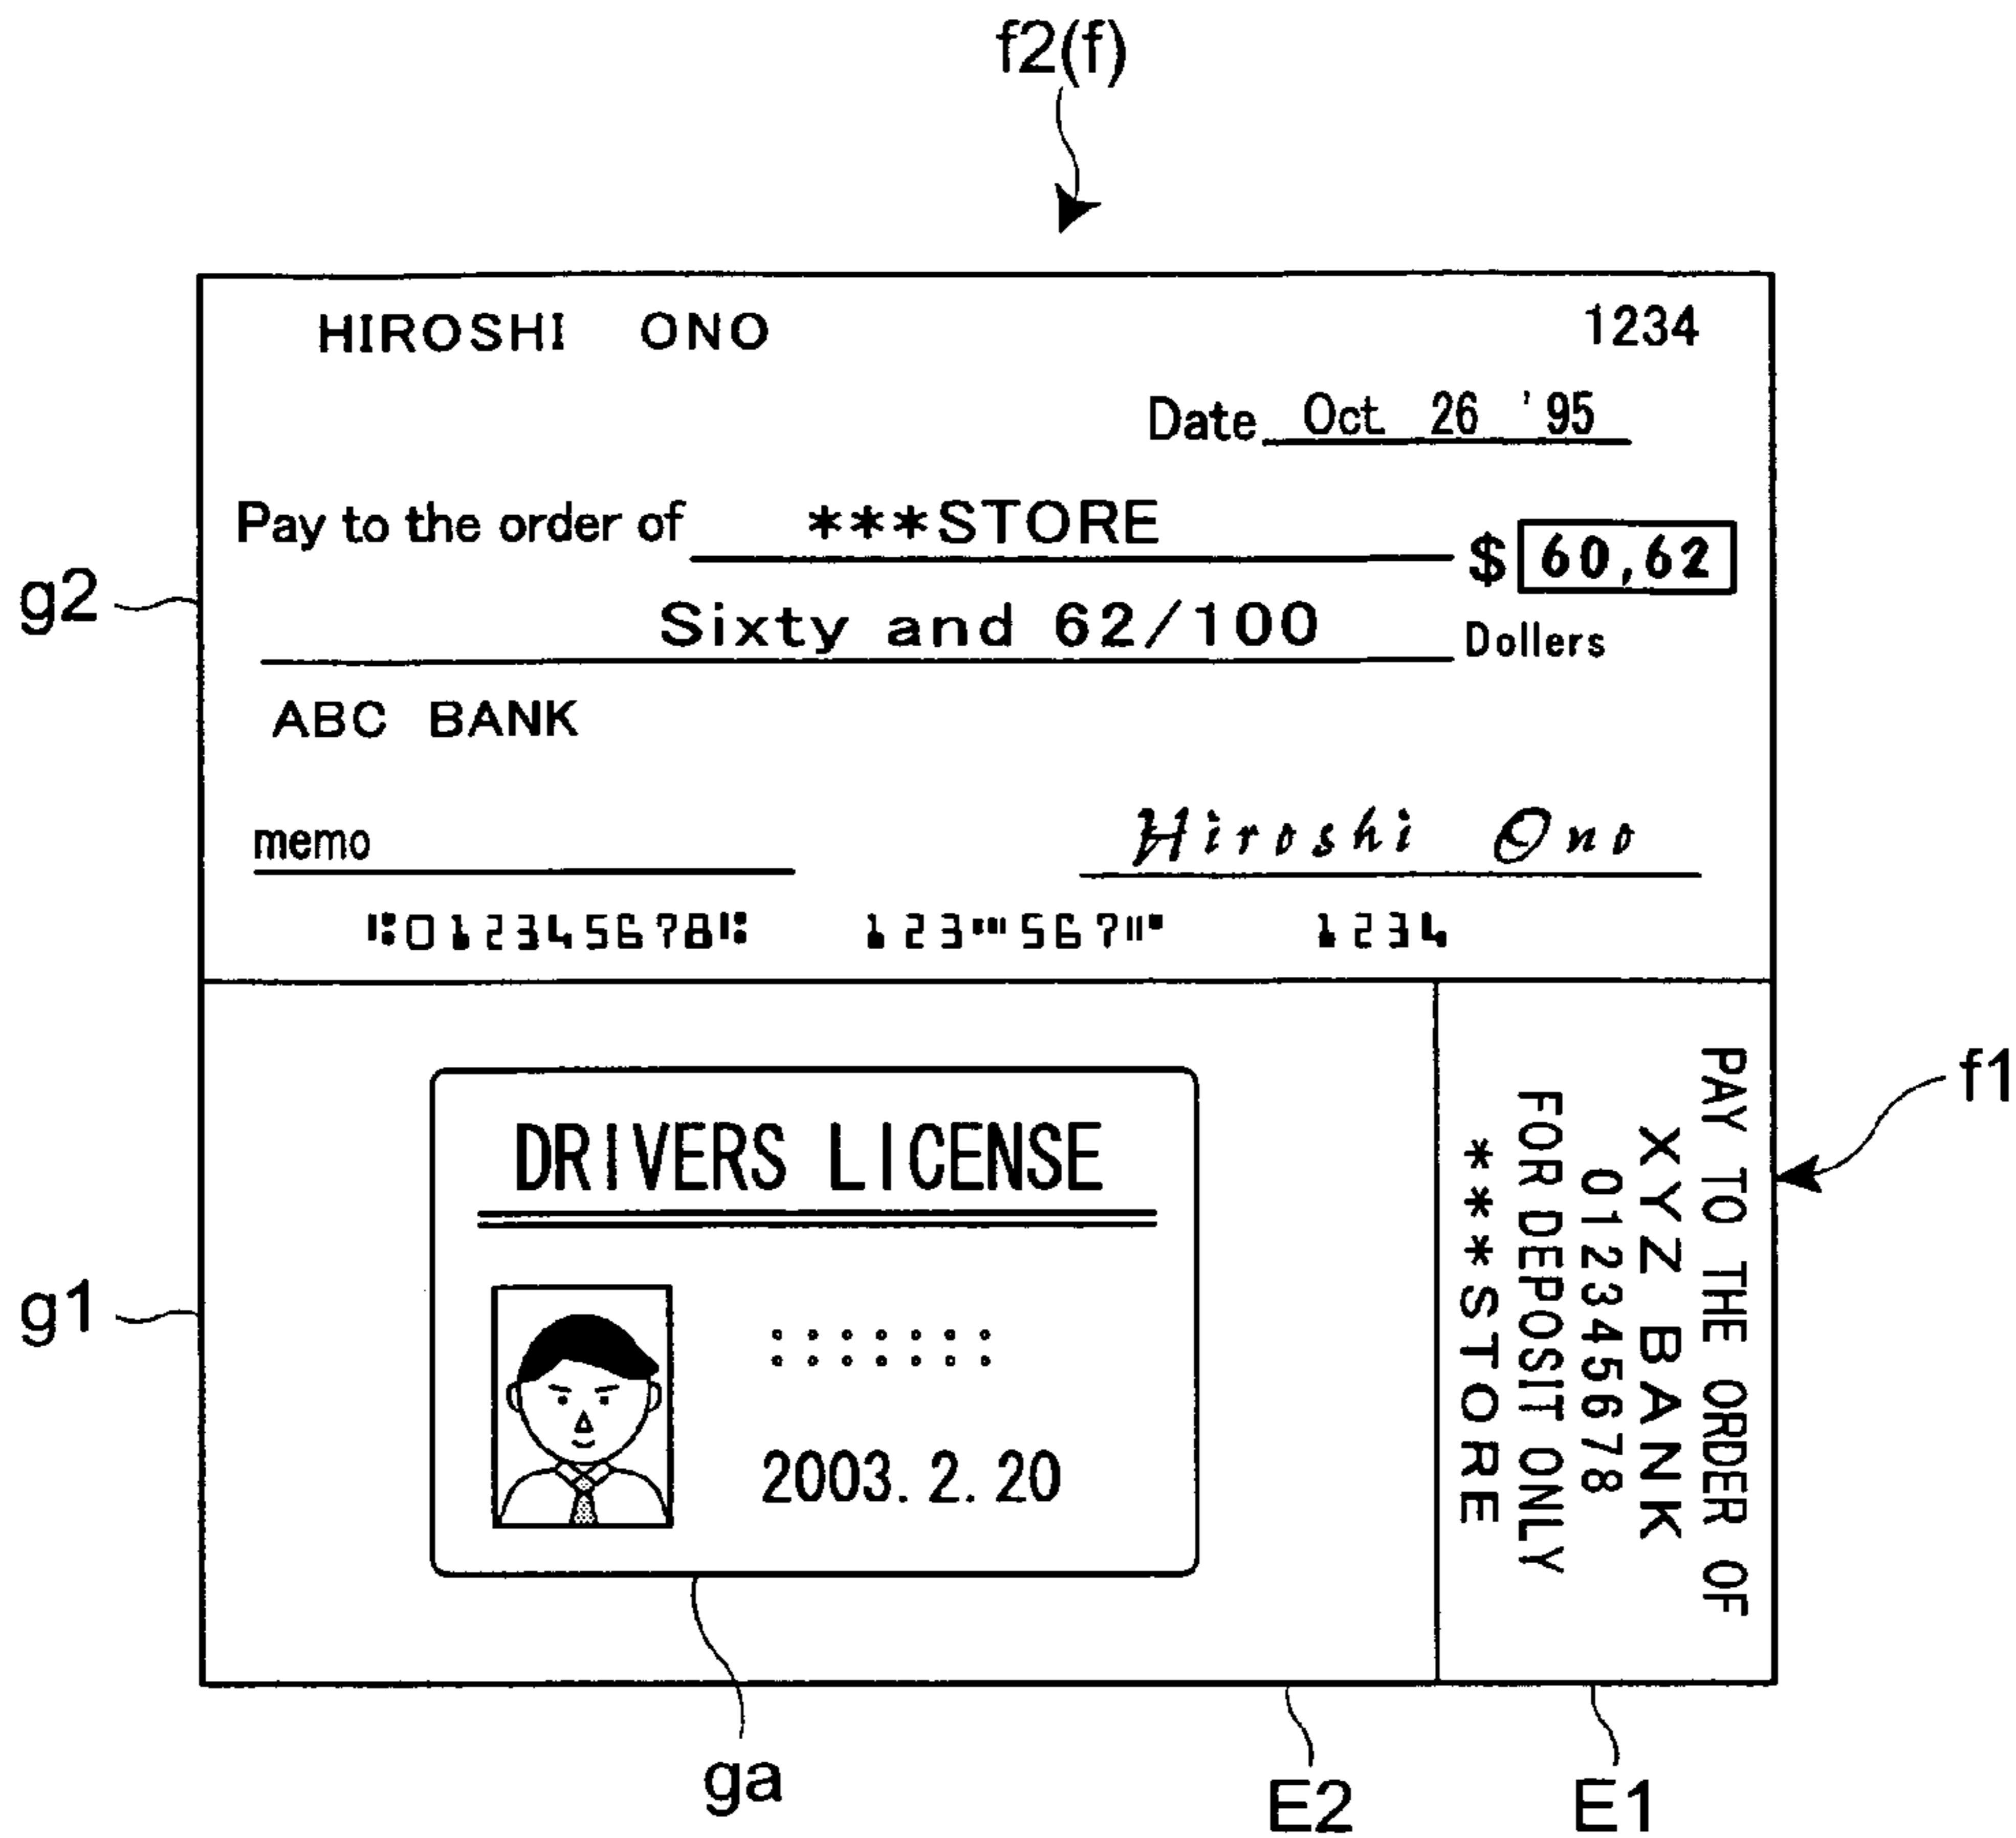 f2(f)
HIROSHI ONO 1234
Date Oct. 26 '95
Pay to the order of ***STORE $ 60,62
Sixty and 62/100 Dollers
ABC BANK
memo Hiroshi Ono
⑆012345678⑆ 123⑉567⑈ 1234
g2
DRIVERS LICENSE
2003.2.20
PAY TO THE ORDER OF
XYZ BANK
012345678
FOR DEPOSIT ONLY
***STORE
f1
g1
ga
E2
E1